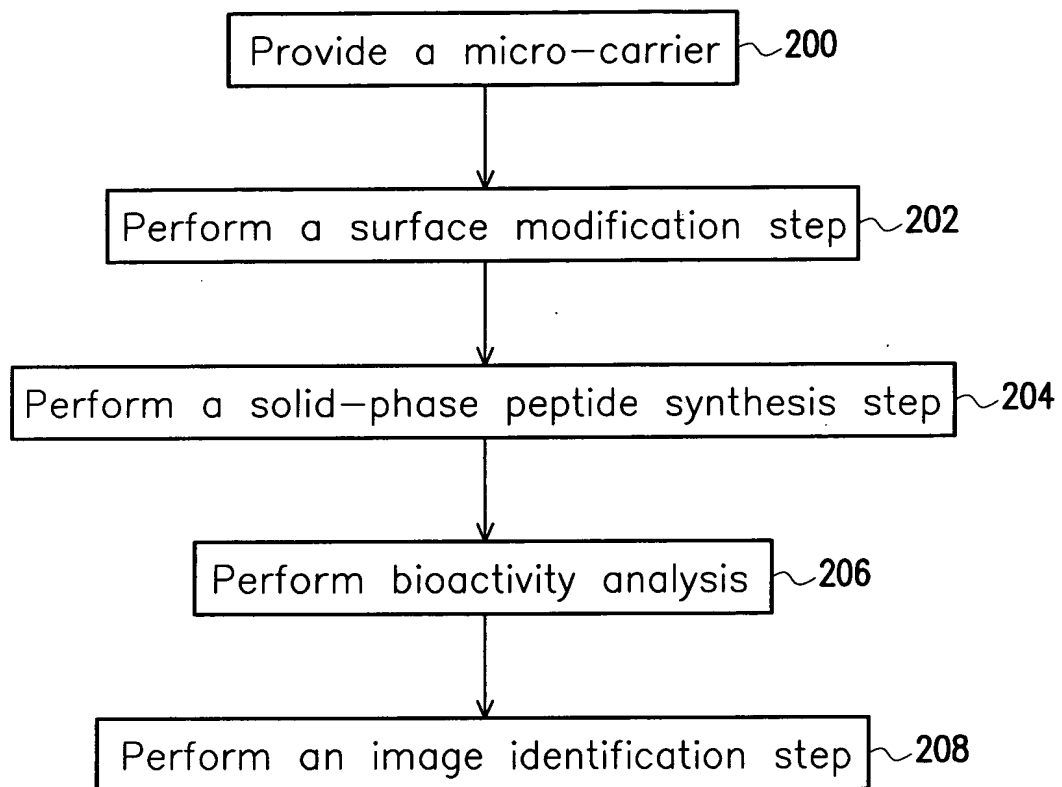 Provide a micro-carrier 200
Perform a surface modification step 202
Perform a solid-phase peptide synthesis step 204
Perform bioactivity analysis 206
Perform an image identification step 208